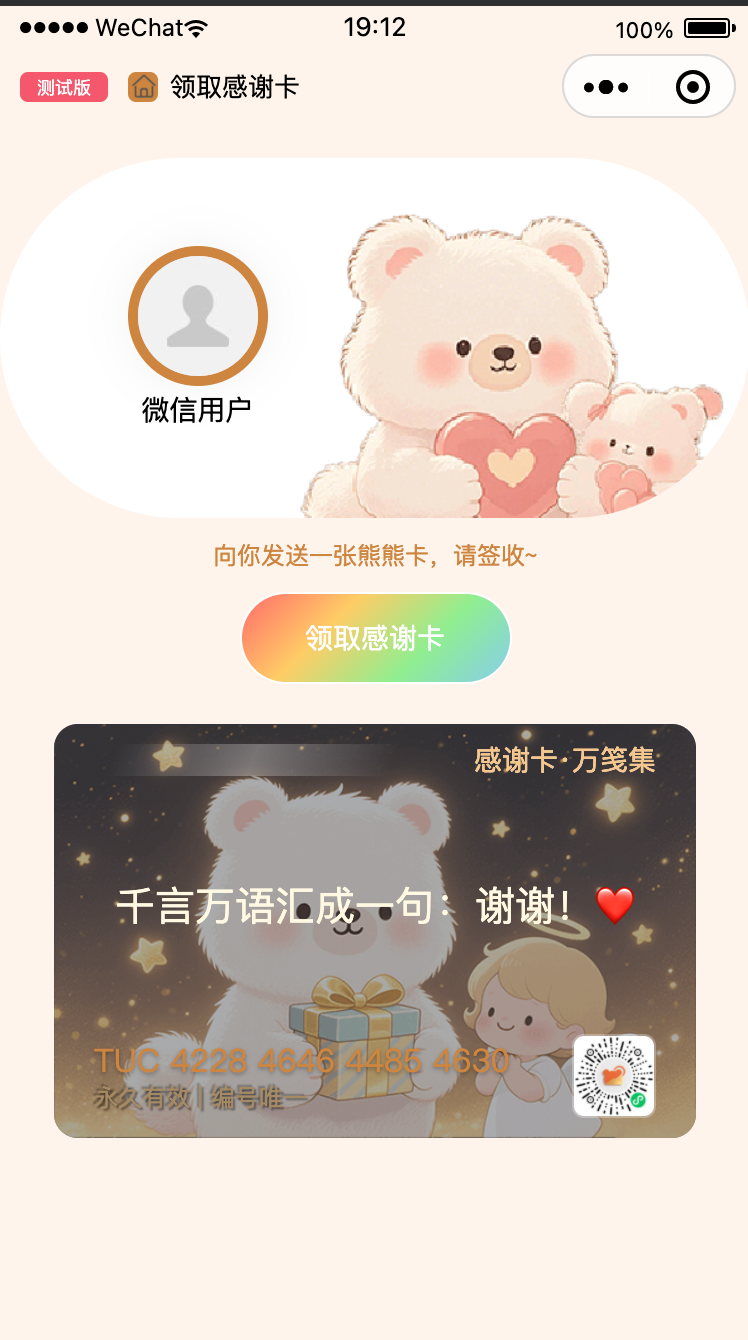 WeChat 19:12 100%
测试版 领取感谢卡
微信用户
向你发送一张熊熊卡，请签收~
领取感谢卡
感谢卡·万笺集
千言万语汇成一句：谢谢！❤️
TUC 4228 4646 4485 4630
永久有效 | 编号唯一